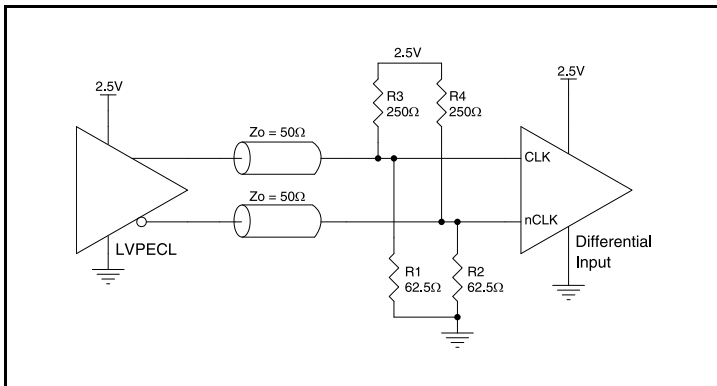 2.5V
2.5V
2.5V
R3
250Ω
R4
250Ω
Zo = 50Ω
CLK
Zo = 50Ω
nCLK
LVPECL
Differential
Input
R1
62.5Ω
R2
62.5Ω